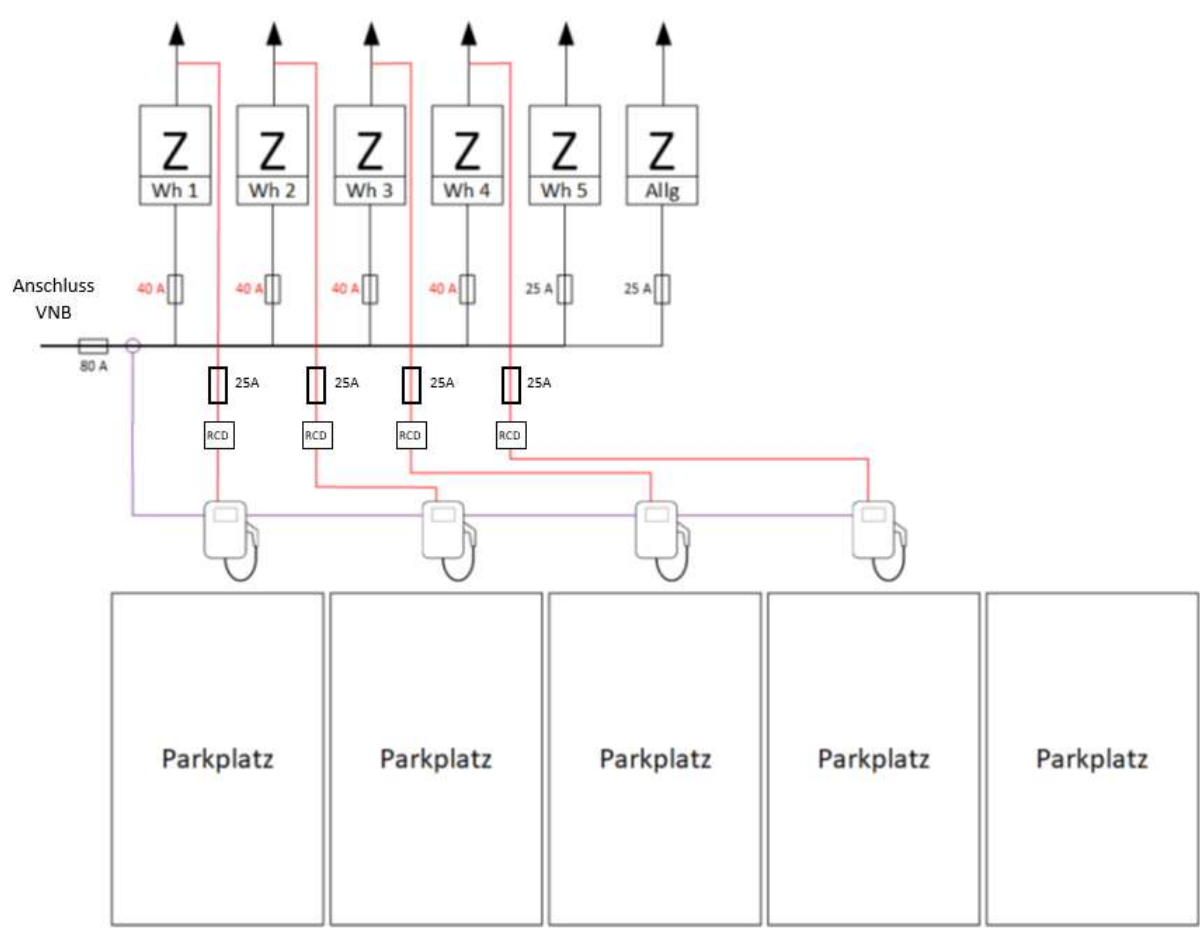 Z Z Z Z Z Z
Wh 1 Wh 2 Wh 3 Wh 4 Wh 5 Allg
Anschluss
VNB
40 A 40 A 40 A 40 A 25 A 25 A
80 A
25A 25A 25A 25A
RCD RCD RCD RCD
Parkplatz Parkplatz Parkplatz Parkplatz Parkplatz